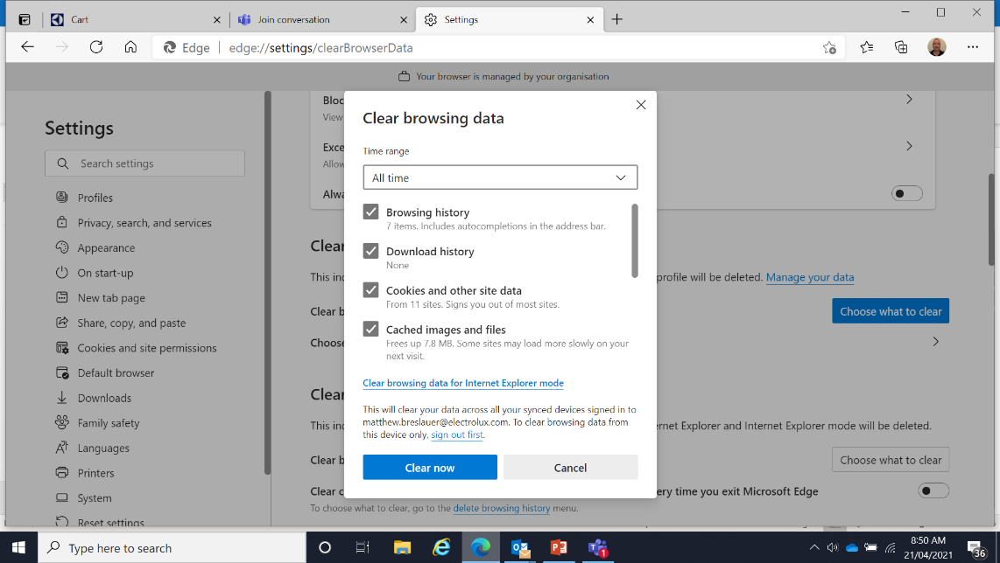 Cart
Join conversation
Settings
Edge
edge://settings/clearBrowserData
Your browser is managed by your organisation
Settings
Search settings
Profiles
Privacy, search, and services
Appearance
On start-up
New tab page
Share, copy, and paste
Cookies and site permissions
Default browser
Downloads
Family safety
Languages
Printers
System
Reset settings
Bloc
View
Exce
Allow
Alwa
Clear
This inc
profile will be deleted. Manage your data
Clear b
Choose what to clear
Choose
Clear
This inc
ernet Explorer and Internet Explorer mode will be deleted.
Clear b
Choose what to clear
Clear c
ery time you exit Microsoft Edge
To choose what to clear, go to the delete browsing history menu.
Clear browsing data
Time range
All time
Browsing history
7 items. Includes autocompletions in the address bar.
Download history
None
Cookies and other site data
From 11 sites. Signs you out of most sites.
Cached images and files
Frees up 7.8 MB. Some sites may load more slowly on your
next visit.
Clear browsing data for Internet Explorer mode
This will clear your data across all your synced devices signed in to
matthew.breslauer@electrolux.com. To clear browsing data from
this device only, sign out first.
Clear now
Cancel
Type here to search
1
8:50 AM
21/04/2021
36